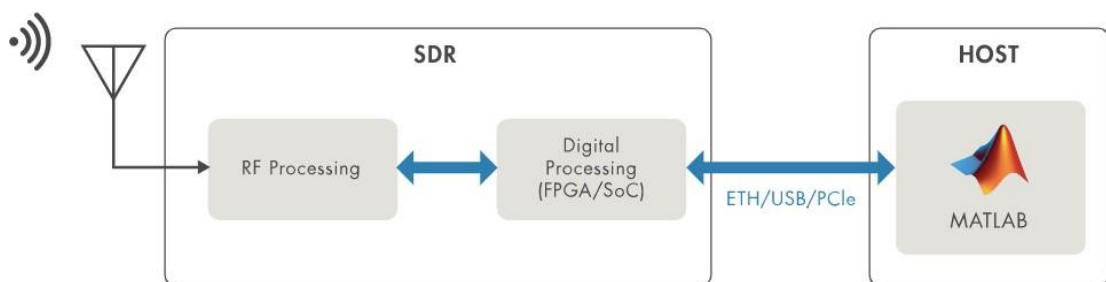 SDR
HOST
RF Processing
Digital
Processing
(FPGA/SoC)
ETH/USB/PCIe
MATLAB